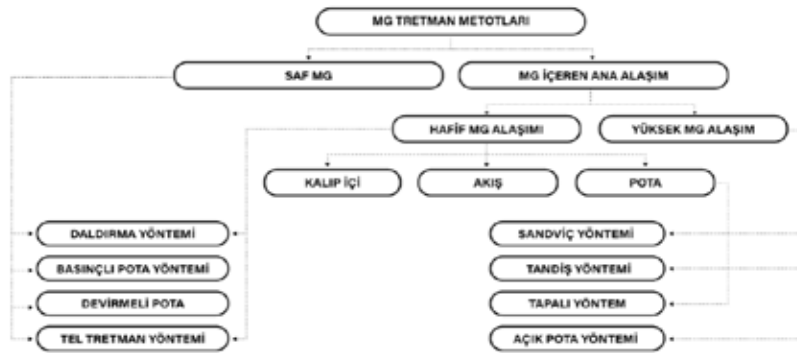 MG TRETMAN METOTLARI
SAF MG
MG İÇEREN ANA ALAŞIM
HAFİF MG ALAŞIMI
YÜKSEK MG ALAŞIM
KALIP İÇİ
AKIŞ
POTA
DALDIRMA YÖNTEMİ
SANDVİÇ YÖNTEMİ
BASINÇLI POTA YÖNTEMİ
TANDİŞ YÖNTEMİ
DEVİRMELİ POTA
TAPALI YÖNTEM
TEL TRETMAN YÖNTEMİ
AÇIK POTA YÖNTEMİ